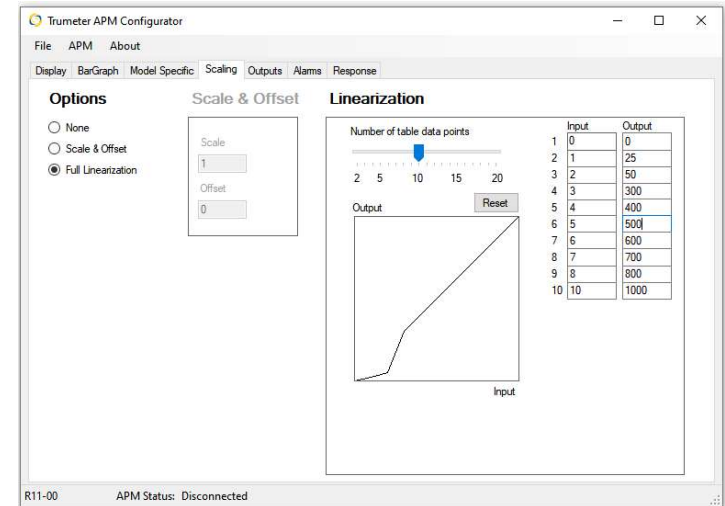 Trumeter APM Configurator
File APM About
Display BarGraph Model Specific Scaling Outputs Alarms Response
Options
None
Scale & Offset
Full Linearization
Scale & Offset
Scale
1
Offset
0
Linearization
Number of table data points
2 5 10 15 20
Output
Reset
Input
Input Output
1 0 0
2 1 25
3 2 50
4 3 300
5 4 400
6 5 500
7 6 600
8 7 700
9 8 800
10 10 1000
R11-00 APM Status: Disconnected